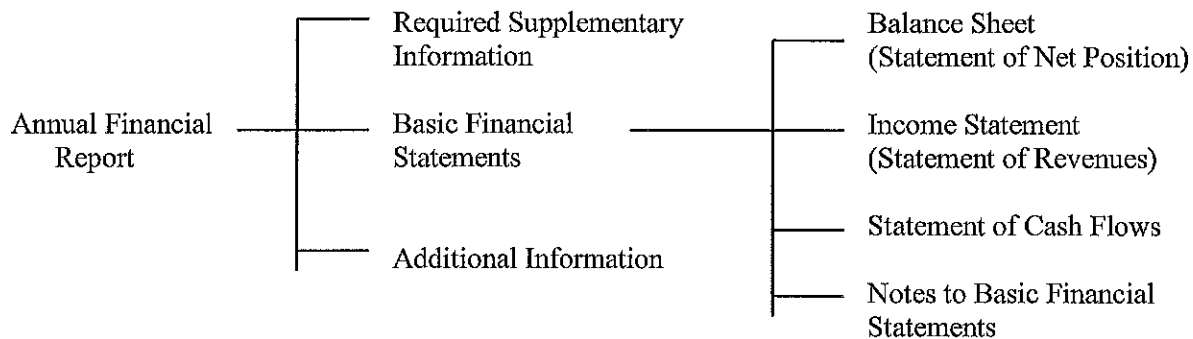 Annual Financial
Report
Required Supplementary
Information
Basic Financial
Statements
Additional Information
Balance Sheet
(Statement of Net Position)
Income Statement
(Statement of Revenues)
Statement of Cash Flows
Notes to Basic Financial
Statements